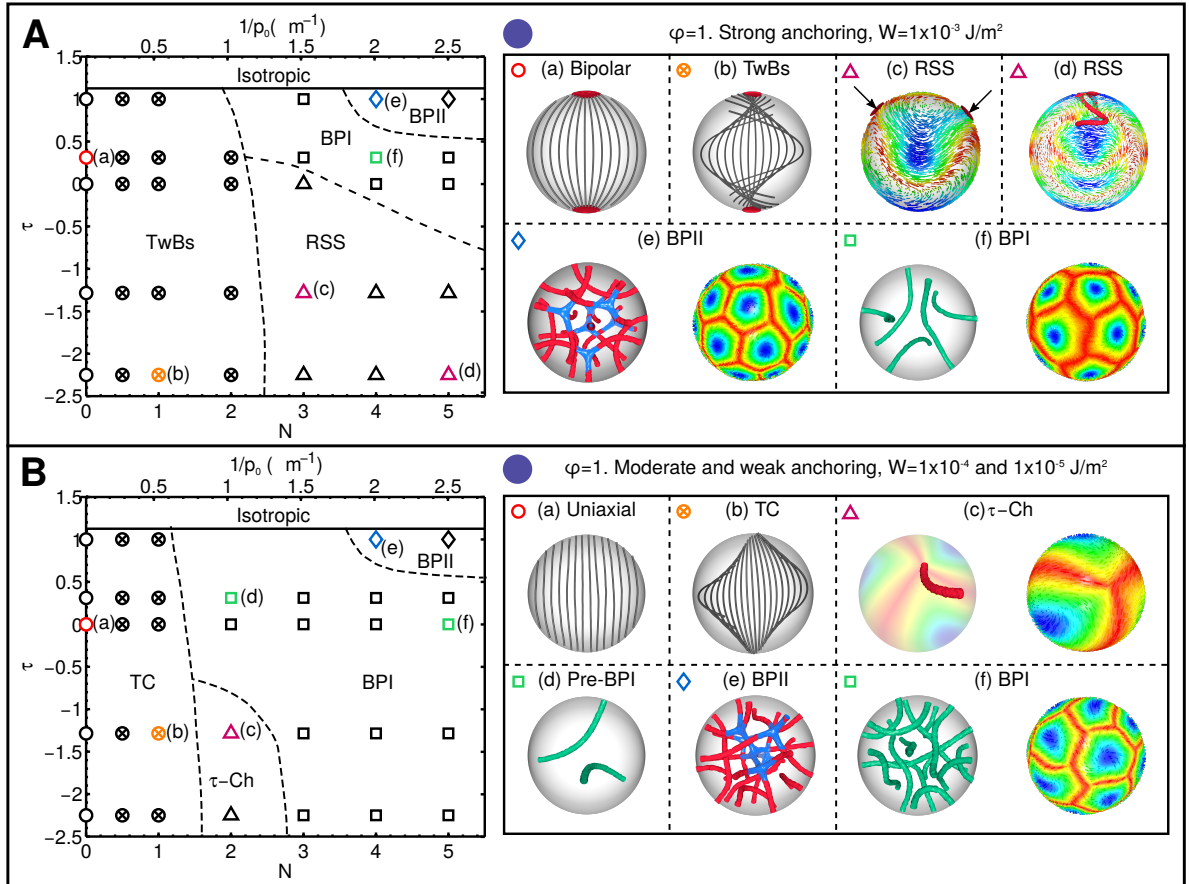 A
1/p₀( m⁻¹)
0.5 1 1.5 2 2.5
1.5
1
0.5
0
−0.5
−1
−1.5
−2
−2.5
τ
Isotropic
(e)
BPII
BPI
(a)
(f)
TwBs
RSS
(c)
(b)
(d)
0 1 2 3 4 5
N
φ=1. Strong anchoring, W=1x10⁻³ J/m²
(a) Bipolar
(b) TwBs
(c) RSS
(d) RSS
(e) BPII
(f) BPI
B
1/p₀ ( m⁻¹)
0.5 1 1.5 2 2.5
1.5
1
0.5
0
−0.5
−1
−1.5
−2
−2.5
τ
Isotropic
(e)
BPII
(d)
(a)
(f)
TC
BPI
(b)
(c)
τ−Ch
0 1 2 3 4 5
N
φ=1. Moderate and weak anchoring, W=1x10⁻⁴ and 1x10⁻⁵ J/m²
(a) Uniaxial
(b) TC
(c) τ−Ch
(d) Pre-BPI
(e) BPII
(f) BPI